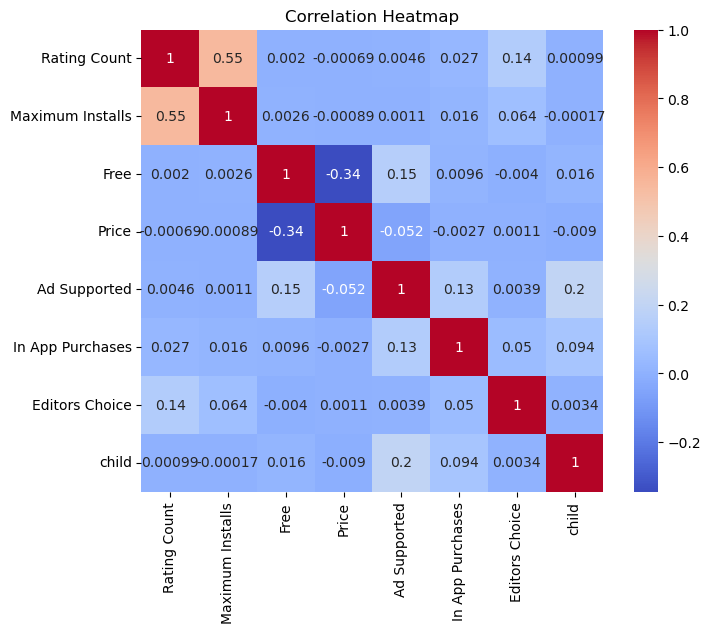 Correlation Heatmap
Rating Count 1 0.55 0.002 -0.00069 0.0046 0.027 0.14 0.00099
Maximum Installs 0.55 1 0.0026 -0.00089 0.0011 0.016 0.064 -0.00017
Free 0.002 0.0026 1 -0.34 0.15 0.0096 -0.004 0.016
Price -0.00069 -0.00089 -0.34 1 -0.052 -0.0027 0.0011 -0.009
Ad Supported 0.0046 0.0011 0.15 -0.052 1 0.13 0.0039 0.2
In App Purchases 0.027 0.016 0.0096 -0.0027 0.13 1 0.05 0.094
Editors Choice 0.14 0.064 -0.004 0.0011 0.0039 0.05 1 0.0034
child 0.00099 -0.00017 0.016 -0.009 0.2 0.094 0.0034 1
Rating Count
Maximum Installs
Free
Price
Ad Supported
In App Purchases
Editors Choice
child
1.0
0.8
0.6
0.4
0.2
0.0
−0.2